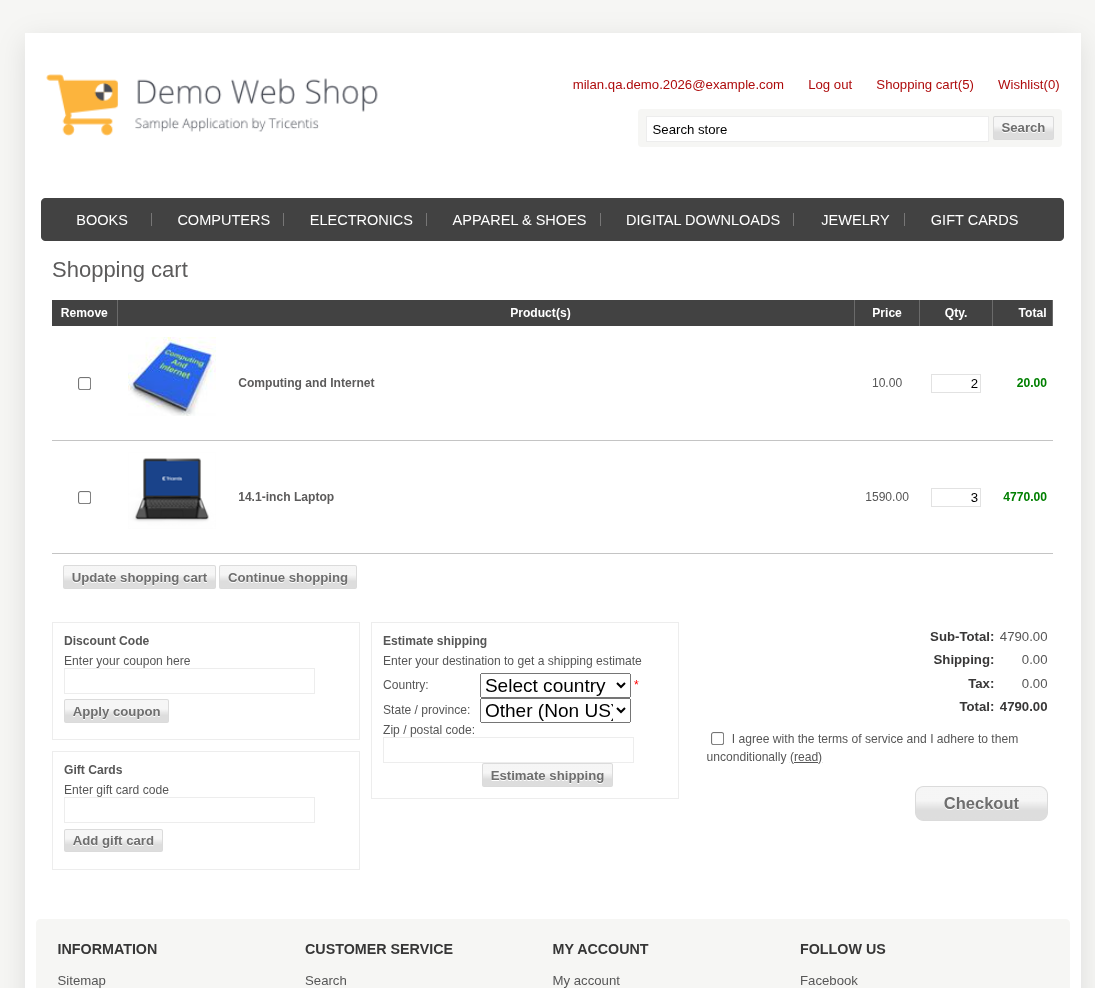 Demo Web Shop
Sample Application by Tricentis
milan.qa.demo.2026@example.com Log out Shopping cart(5) Wishlist(0)
Search store Search
BOOKS COMPUTERS ELECTRONICS APPAREL & SHOES DIGITAL DOWNLOADS JEWELRY GIFT CARDS
Shopping cart
Remove Product(s) Price Qty. Total
Computing
And
Internet
Computing and Internet 10.00 2 20.00
Tricentis
14.1-inch Laptop 1590.00 3 4770.00
Update shopping cart Continue shopping
Discount Code
Enter your coupon here
Apply coupon
Gift Cards
Enter gift card code
Add gift card
Estimate shipping
Enter your destination to get a shipping estimate
Country: Select country *
State / province: Other (Non US)
Zip / postal code:
Estimate shipping
Sub-Total: 4790.00
Shipping: 0.00
Tax: 0.00
Total: 4790.00
I agree with the terms of service and I adhere to them
unconditionally (read)
Checkout
INFORMATION CUSTOMER SERVICE MY ACCOUNT FOLLOW US
Sitemap Search My account Facebook